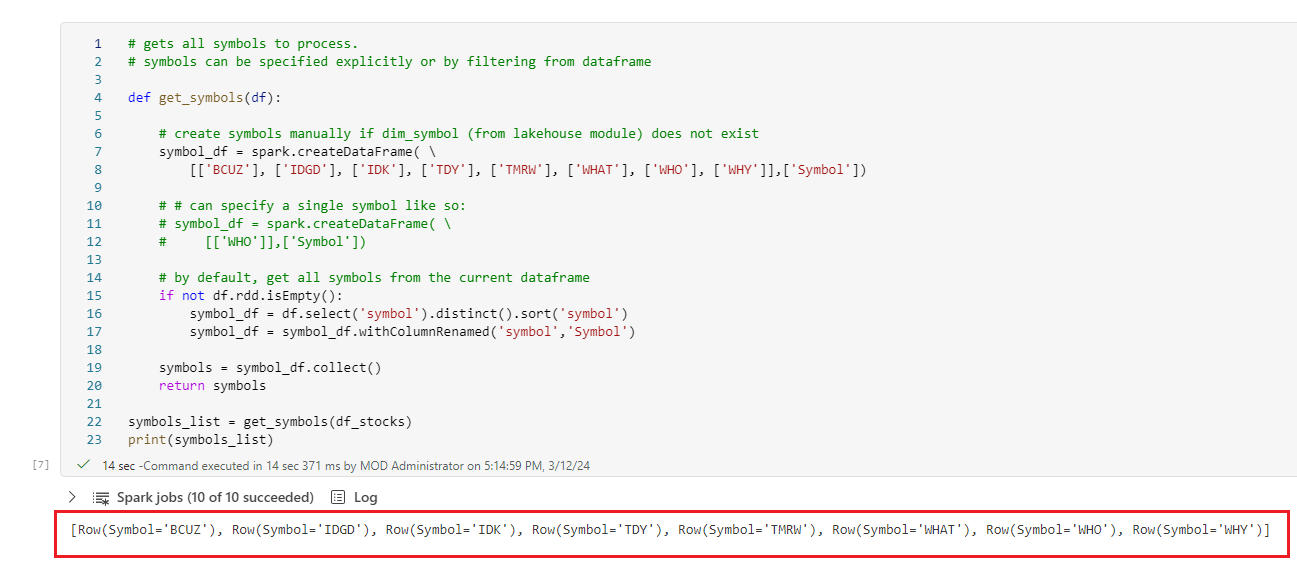 1 # gets all symbols to process.
2 # symbols can be specified explicitly or by filtering from dataframe
3
4 def get_symbols(df):
5
6     # create symbols manually if dim_symbol (from lakehouse module) does not exist
7     symbol_df = spark.createDataFrame( \
8         [['BCUZ'], ['IDGD'], ['IDK'], ['TDY'], ['TMRW'], ['WHAT'], ['WHO'], ['WHY']],['Symbol'])
9
10     # # can specify a single symbol like so:
11     # symbol_df = spark.createDataFrame( \
12     #     [['WHO']],['Symbol'])
13
14     # by default, get all symbols from the current dataframe
15     if not df.rdd.isEmpty():
16         symbol_df = df.select('symbol').distinct().sort('symbol')
17         symbol_df = symbol_df.withColumnRenamed('symbol','Symbol')
18
19     symbols = symbol_df.collect()
20     return symbols
21
22 symbols_list = get_symbols(df_stocks)
23 print(symbols_list)
[7] 14 sec -Command executed in 14 sec 371 ms by MOD Administrator on 5:14:59 PM, 3/12/24
Spark jobs (10 of 10 succeeded) Log
[Row(Symbol='BCUZ'), Row(Symbol='IDGD'), Row(Symbol='IDK'), Row(Symbol='TDY'), Row(Symbol='TMRW'), Row(Symbol='WHAT'), Row(Symbol='WHO'), Row(Symbol='WHY')]